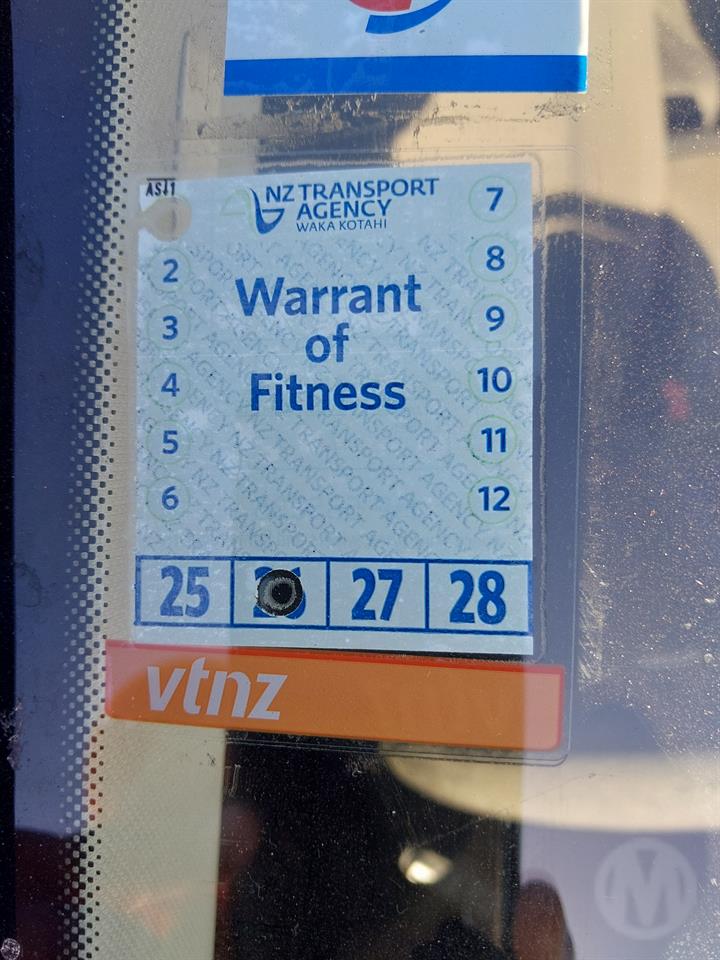 AS11
NZ TRANSPORT
AGENCY
WAKA KOTAHI
7
2
8
3
9
4
10
5
11
6
12
Warrant
of
Fitness
25
26
27
28
vtnz
M